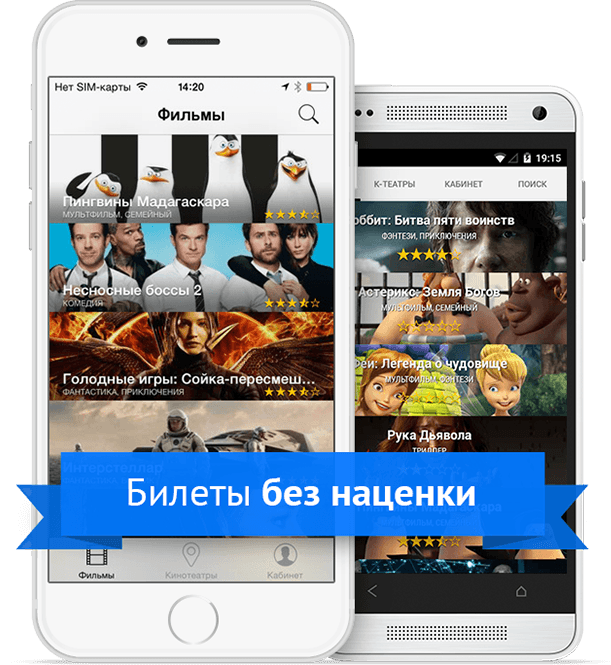 Нет SIM-карты 14:20
Фильмы
Пингвины Мадагаскара
МУЛЬТФИЛЬМ, СЕМЕЙНЫЙ
Несносные боссы 2
КОМЕДИЯ
Голодные игры: Сойка-пересмеш...
ФАНТАСТИКА, ПРИКЛЮЧЕНИЯ
Интерстеллар
Фильмы Кинотеатры Кабинет
19:15
К-ТЕАТРЫ КАБИНЕТ ПОИСК
оббит: Битва пяти воинств
ФЭНТЕЗИ, ПРИКЛЮЧЕНИЯ
Астерикс: Земля Богов
МУЛЬТФИЛЬМ, СЕМЕЙНЫЙ
Феи: Легенда о чудовище
МУЛЬТФИЛЬМ, ФЭНТЕЗИ
Рука Дьявола
ТРИЛЛЕР
Билеты без наценки